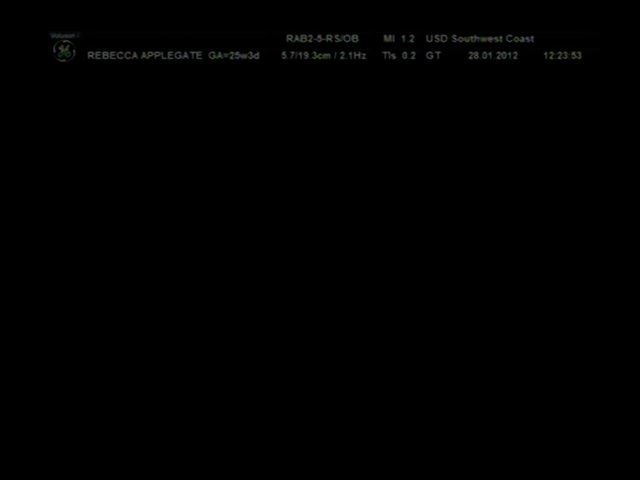 RAB2-5-RS/OB MI 1.2 USD Southwest Coast
REBECCA APPLEGATE GA=25w3d 5.7/19.3cm / 2.1Hz TIs 0.2 GT 28.01.2012 12:23:53